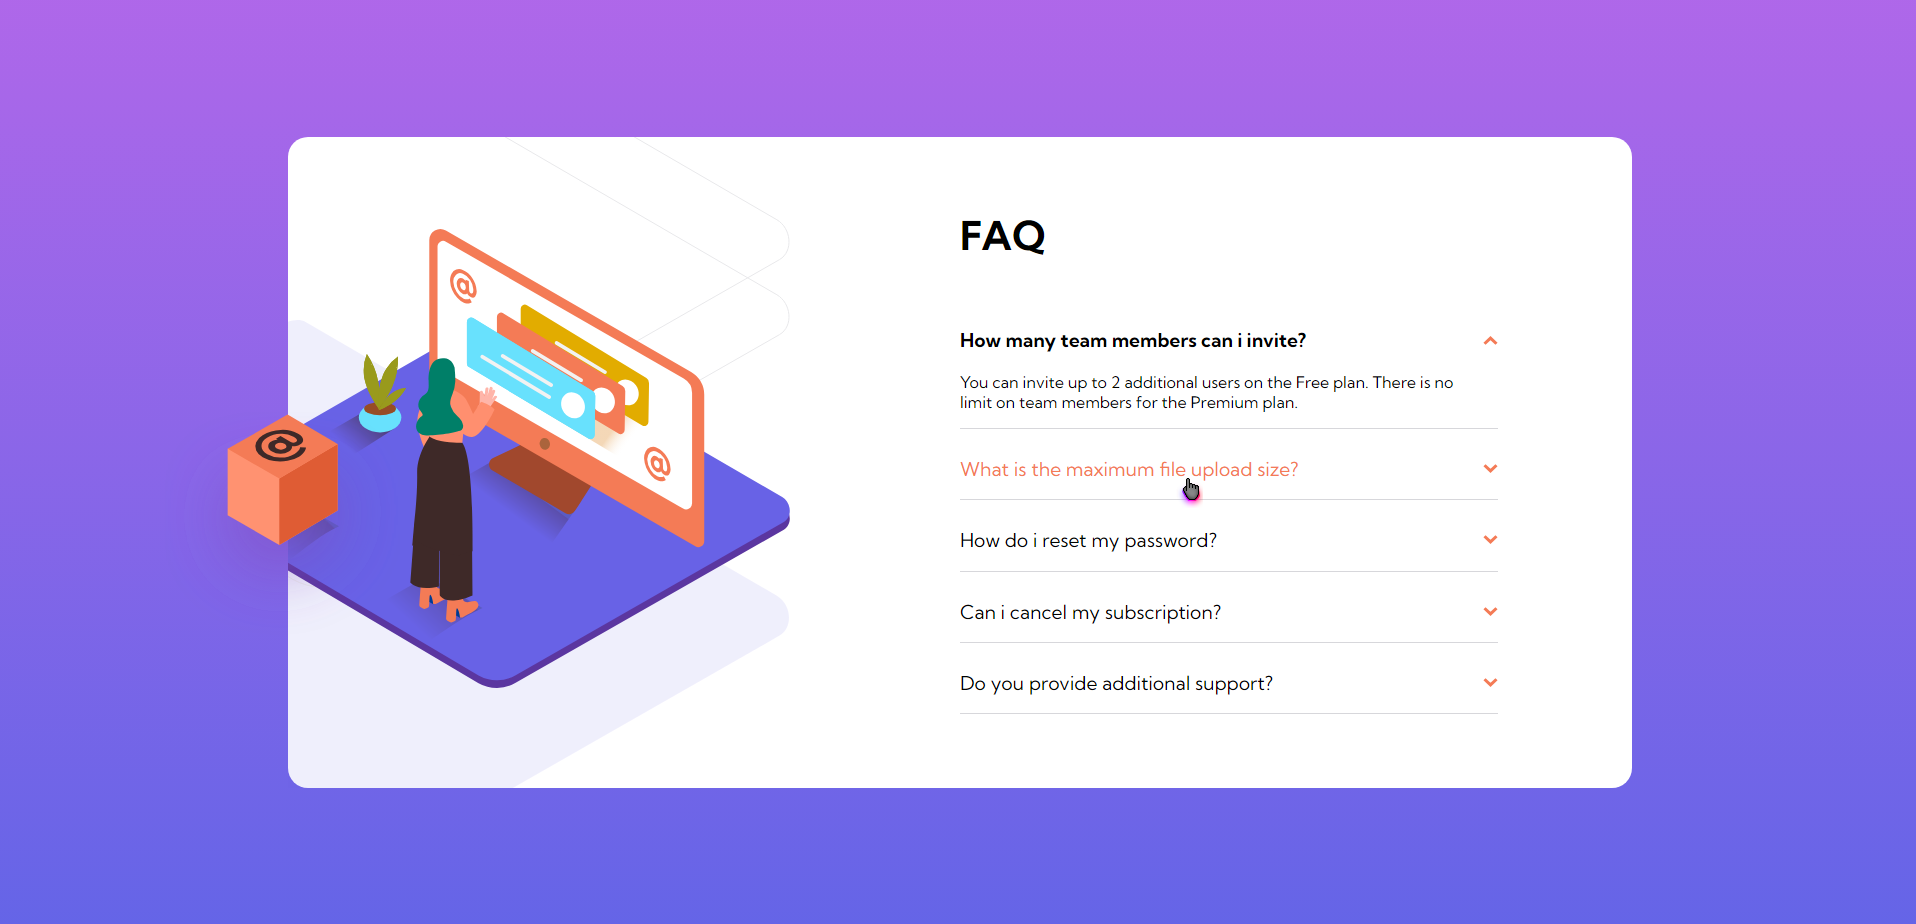 FAQ
How many team members can i invite?
You can invite up to 2 additional users on the Free plan. There is no
limit on team members for the Premium plan.
What is the maximum file upload size?
How do i reset my password?
Can i cancel my subscription?
Do you provide additional support?
@
@
@